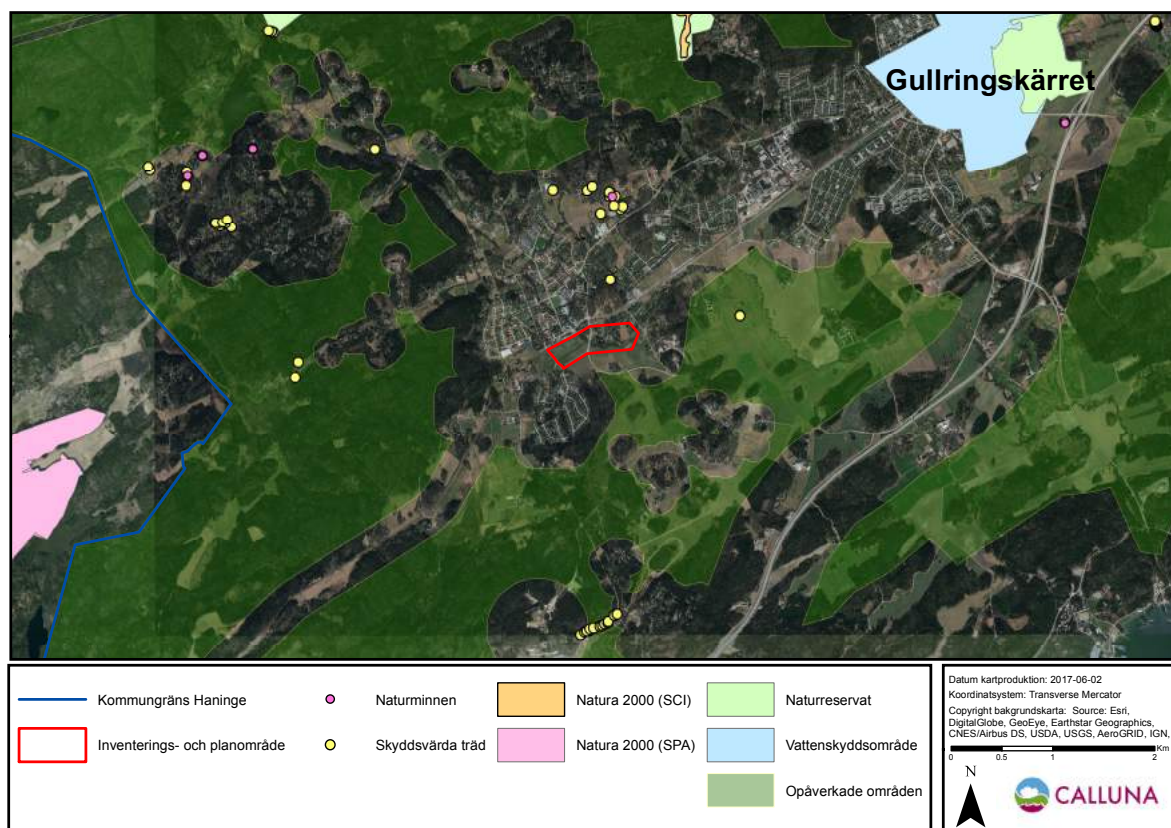 Gullringskärret
Kommungräns Haninge
Inventerings- och planområde
Naturminnen
Skyddsvärda träd
Natura 2000 (SCI)
Natura 2000 (SPA)
Naturreservat
Vattenskyddsområde
Opåverkade områden
Datum kartproduktion: 2017-06-02
Koordinatsystem: Transverse Mercator
Copyright bakgrundskarta: Source: Esri,
DigitalGlobe, GeoEye, Earthstar Geographics,
CNES/Airbus DS, USDA, USGS, AeroGRID, IGN,
Km
0 0.5 1 2
N
CALLUNA